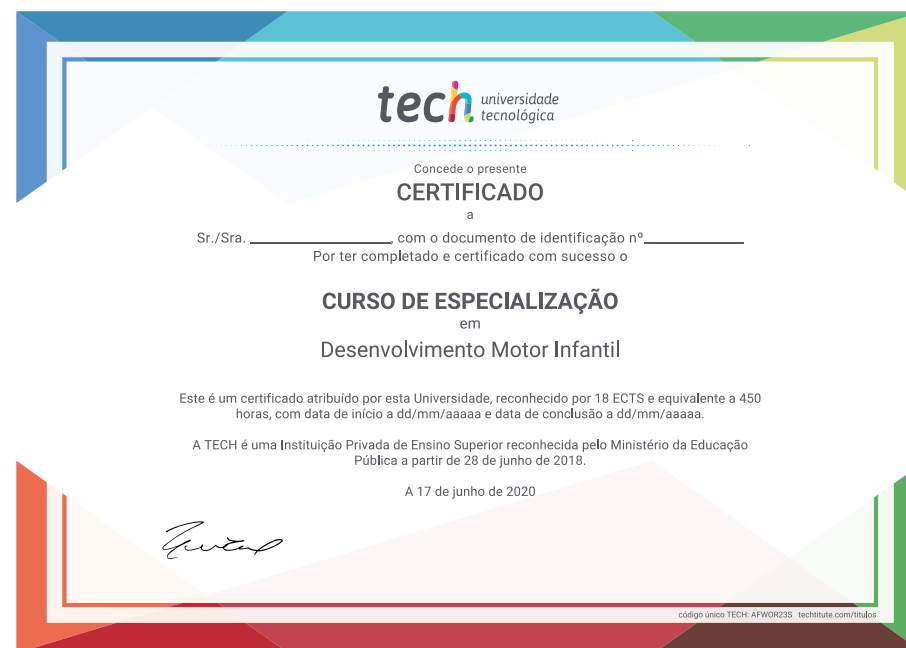 tech universidade
tecnológica
Concede o presente
CERTIFICADO
a
Sr./Sra. ______________, com o documento de identificação nº__________
Por ter completado e certificado com sucesso o
CURSO DE ESPECIALIZAÇÃO
em
Desenvolvimento Motor Infantil
Este é um certificado atribuído por esta Universidade, reconhecido por 18 ECTS e equivalente a 450
horas, com data de início a dd/mm/aaaaa e data de conclusão a dd/mm/aaaaa.
A TECH é uma Instituição Privada de Ensino Superior reconhecida pelo Ministério da Educação
Pública a partir de 28 de junho de 2018.
A 17 de junho de 2020
código único TECH: AFWOR23S techtitute.com/titulos